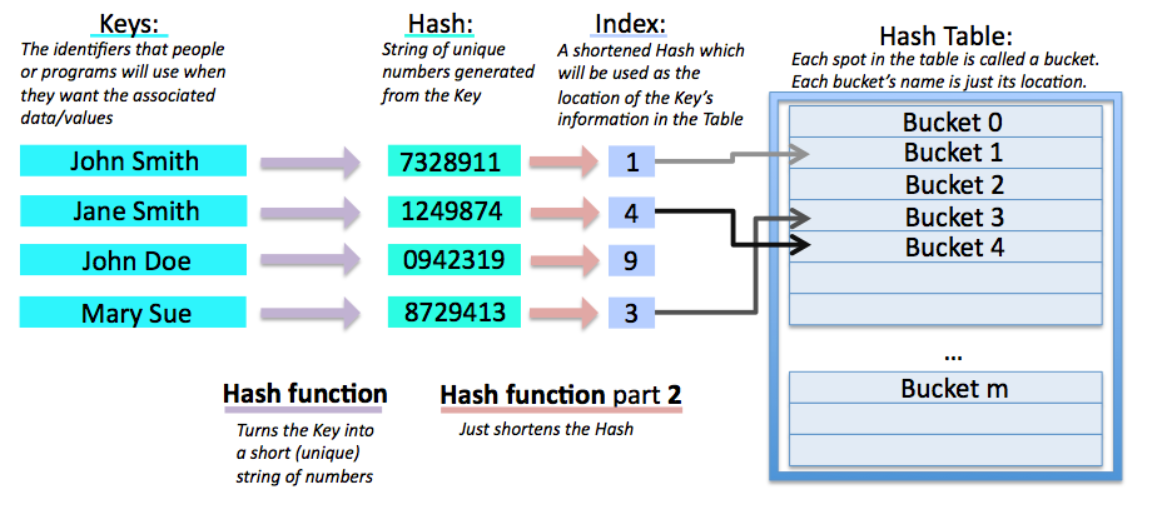 Keys:
The identifiers that people
or programs will use when
they want the associated
data/values
Hash:
String of unique
numbers generated
from the Key
Index:
A shortened Hash which
will be used as the
location of the Key's
information in the Table
Hash Table:
Each spot in the table is called a bucket.
Each bucket's name is just its location.
John Smith
7328911
1
Jane Smith
1249874
4
John Doe
0942319
9
Mary Sue
8729413
3
Bucket 0
Bucket 1
Bucket 2
Bucket 3
Bucket 4
...
Bucket m
Hash function
Turns the Key into
a short (unique)
string of numbers
Hash function part 2
Just shortens the Hash